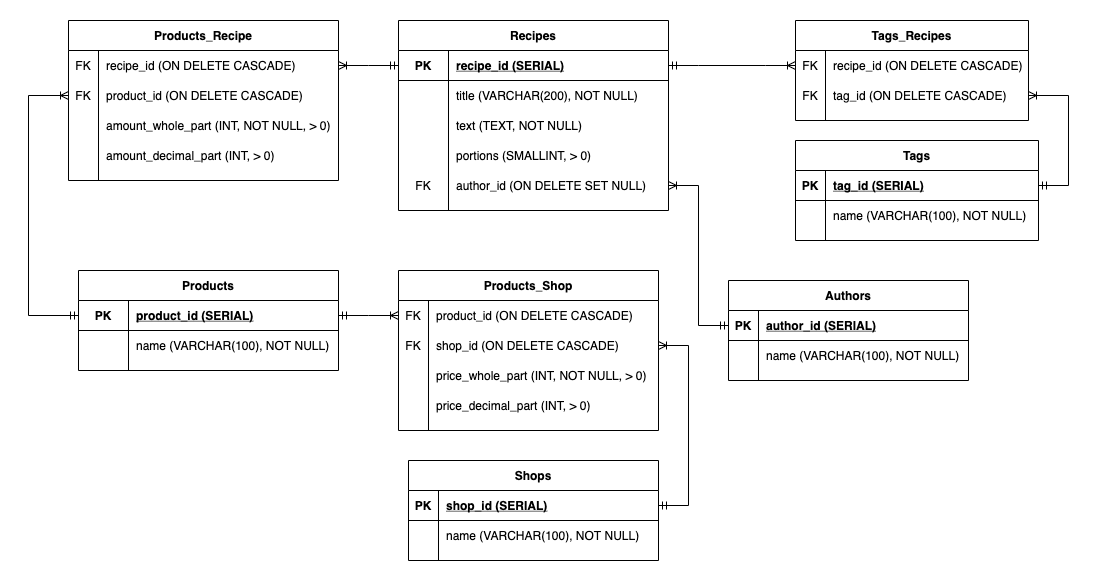 Products_Recipe
FK recipe_id (ON DELETE CASCADE)
FK product_id (ON DELETE CASCADE)
amount_whole_part (INT, NOT NULL, > 0)
amount_decimal_part (INT, > 0)
Recipes
PK recipe_id (SERIAL)
title (VARCHAR(200), NOT NULL)
text (TEXT, NOT NULL)
portions (SMALLINT, > 0)
FK author_id (ON DELETE SET NULL)
Tags_Recipes
FK recipe_id (ON DELETE CASCADE)
FK tag_id (ON DELETE CASCADE)
Tags
PK tag_id (SERIAL)
name (VARCHAR(100), NOT NULL)
Products
PK product_id (SERIAL)
name (VARCHAR(100), NOT NULL)
Products_Shop
FK product_id (ON DELETE CASCADE)
FK shop_id (ON DELETE CASCADE)
price_whole_part (INT, NOT NULL, > 0)
price_decimal_part (INT, > 0)
Authors
PK author_id (SERIAL)
name (VARCHAR(100), NOT NULL)
Shops
PK shop_id (SERIAL)
name (VARCHAR(100), NOT NULL)